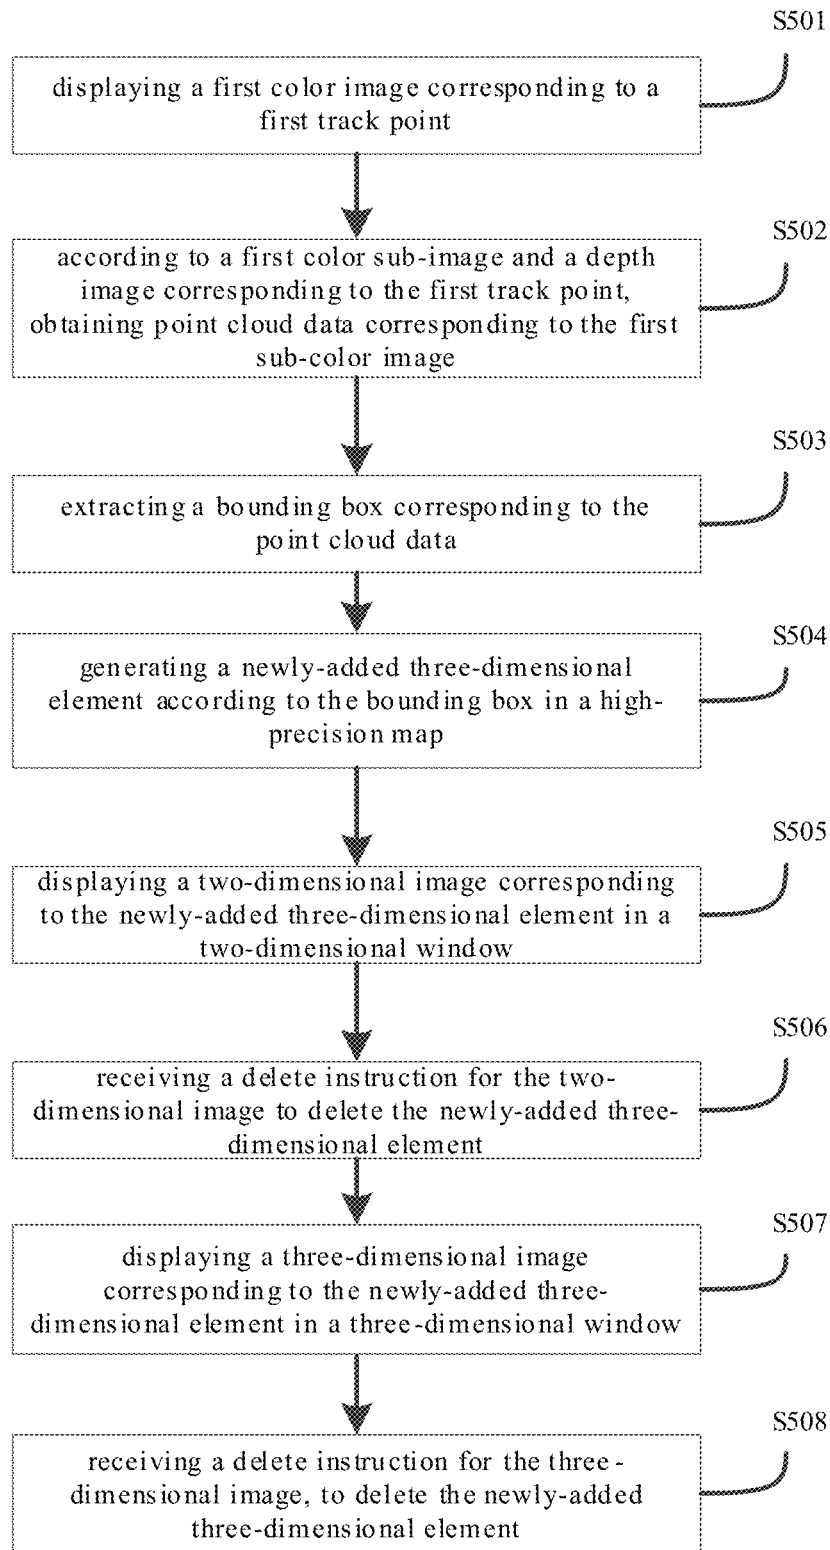 S501
displaying a first color image corresponding to a
first track point
S502
according to a first color sub-image and a depth
image corresponding to the first track point,
obtaining point cloud data corresponding to the first
sub-color image
S503
extracting a bounding box corresponding to the
point cloud data
S504
generating a newly-added three-dimensional
element according to the bounding box in a high-
precision map
S505
displaying a two-dimensional image corresponding
to the newly-added three-dimensional element in a
two-dimensional window
S506
receiving a delete instruction for the two-
dimensional image to delete the newly-added three-
dimensional element
S507
displaying a three-dimensional image
corresponding to the newly-added three-
dimensional element in a three-dimensional window
S508
receiving a delete instruction for the three-
dimensional image, to delete the newly-added
three-dimensional element